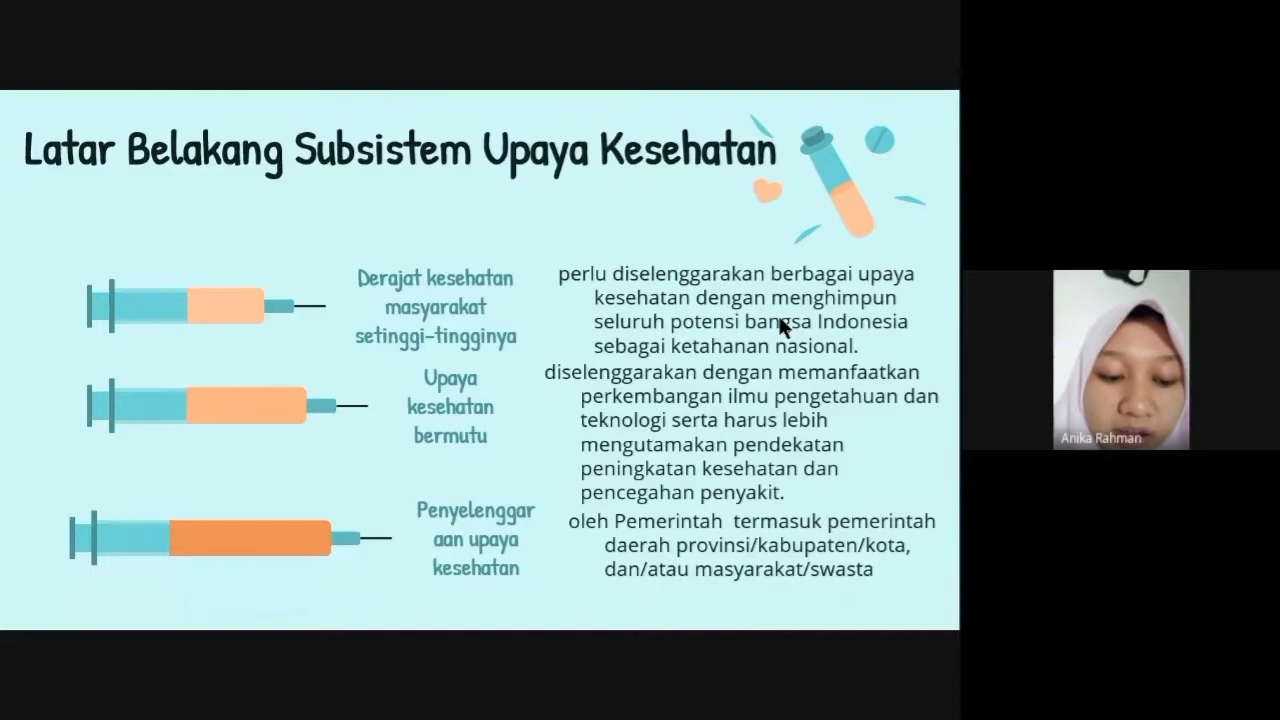 Latar Belakang Subsistem Upaya Kesehatan
Derajat kesehatan
masyarakat
setinggi-tingginya
perlu diselenggarakan berbagai upaya
kesehatan dengan menghimpun
seluruh potensi bangsa Indonesia
sebagai ketahanan nasional.
Upaya
kesehatan
bermutu
diselenggarakan dengan memanfaatkan
perkembangan ilmu pengetahuan dan
teknologi serta harus lebih
mengutamakan pendekatan
peningkatan kesehatan dan
pencegahan penyakit.
Penyelenggar
aan upaya
kesehatan
oleh Pemerintah  termasuk pemerintah
daerah provinsi/kabupaten/kota,
dan/atau masyarakat/swasta
Anika Rahman